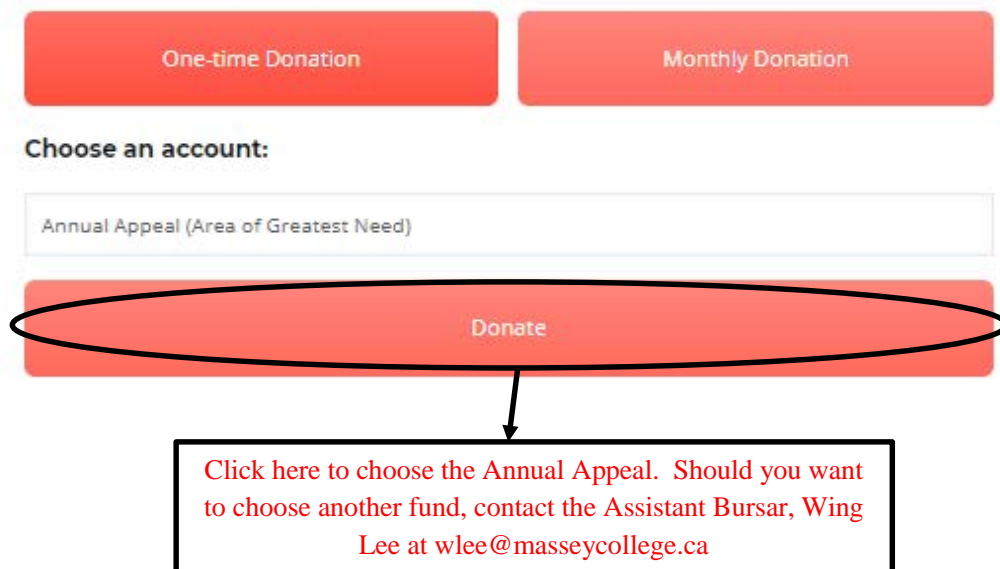 One-time Donation
Monthly Donation
Choose an account:
Annual Appeal (Area of Greatest Need)
Donate
Click here to choose the Annual Appeal.  Should you want
to choose another fund, contact the Assistant Bursar, Wing
Lee at wlee@masseycollege.ca